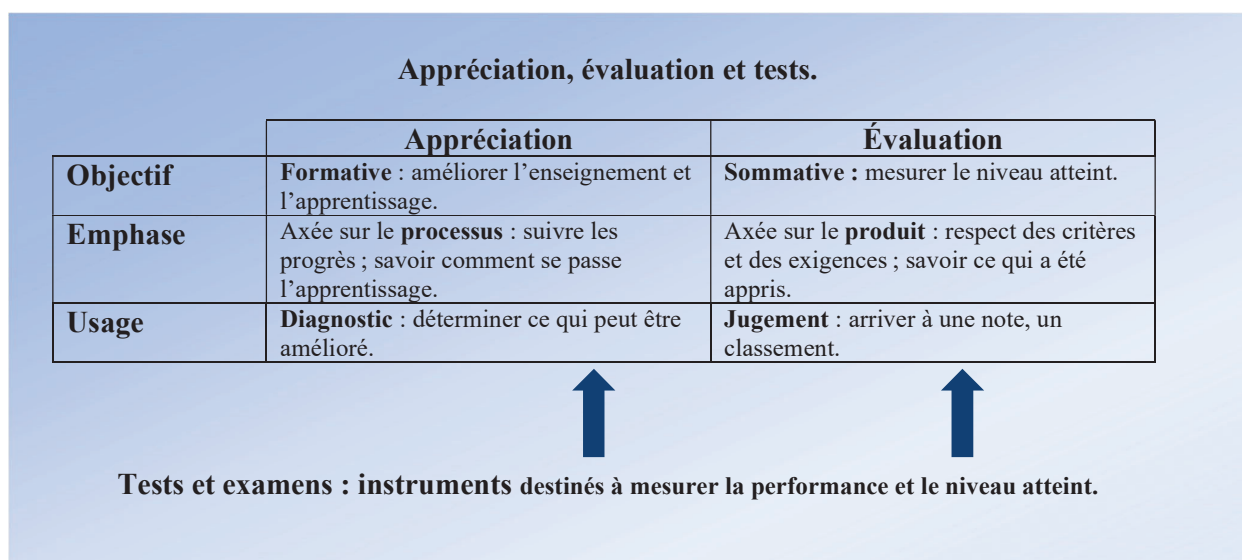 Appréciation, évaluation et tests.
Appréciation
Évaluation
Objectif
Formative : améliorer l’enseignement et
l’apprentissage.
Sommative : mesurer le niveau atteint.
Emphase
Axée sur le processus : suivre les
progrès ; savoir comment se passe
l’apprentissage.
Axée sur le produit : respect des critères
et des exigences ; savoir ce qui a été
appris.
Usage
Diagnostic : déterminer ce qui peut être
amélioré.
Jugement : arriver à une note, un
classement.
Tests et examens : instruments destinés à mesurer la performance et le niveau atteint.